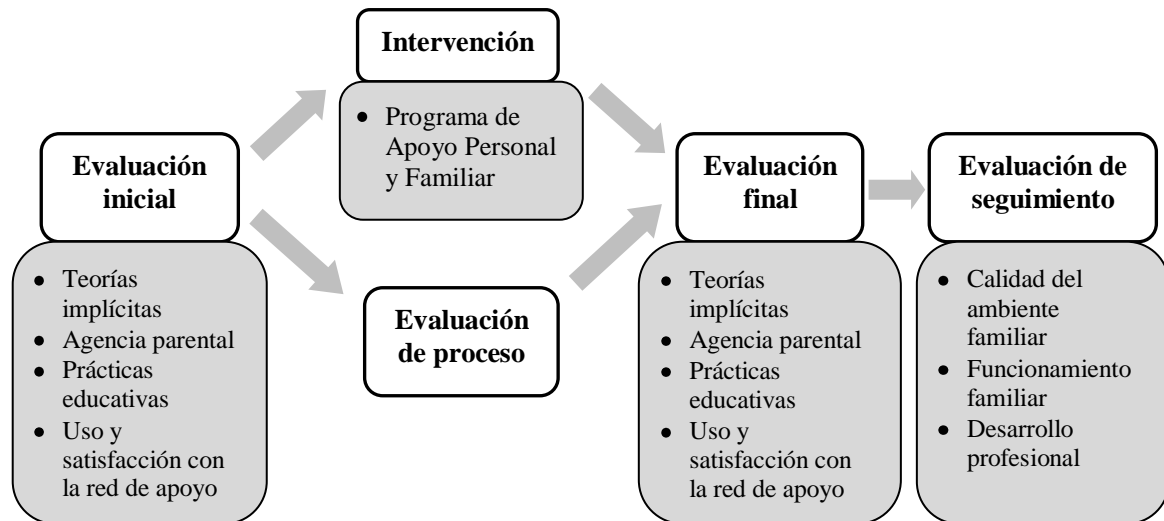 Evaluación
inicial
• Teorías
implícitas
• Agencia parental
• Prácticas
educativas
• Uso y
satisfacción con
la red de apoyo
Intervención
• Programa de
Apoyo Personal
y Familiar
Evaluación
de proceso
Evaluación
final
• Teorías
implícitas
• Agencia parental
• Prácticas
educativas
• Uso y
satisfacción con
la red de apoyo
Evaluación de
seguimiento
• Calidad del
ambiente
familiar
• Funcionamiento
familiar
• Desarrollo
profesional